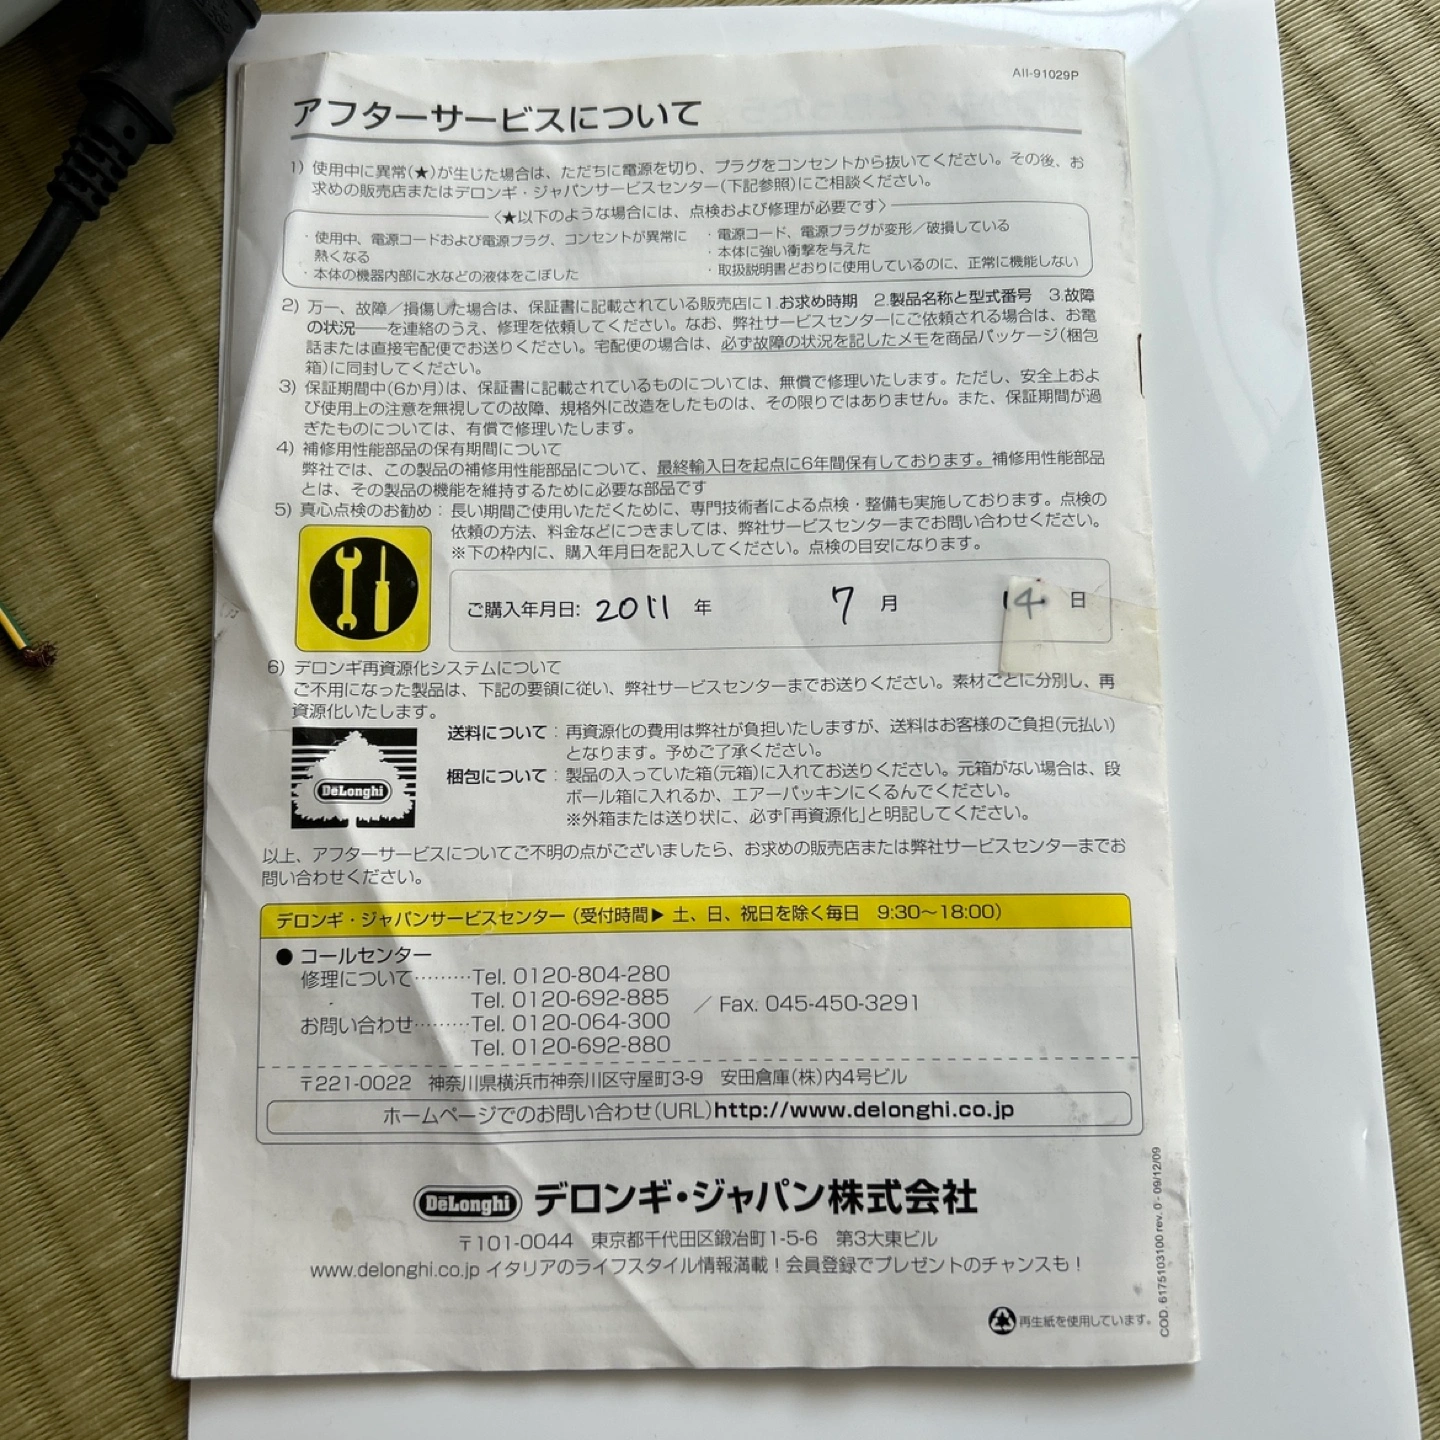 AII-91029P
アフターサービスについて
1) 使用中に異常(★)が生じた場合は、ただちに電源を切り、プラグをコンセントから抜いてください。その後、お
求めの販売店またはデロンギ・ジャパンサービスセンター(下記参照)にご相談ください。
〈★以下のような場合には、点検および修理が必要です〉
・使用中、電源コードおよび電源プラグ、コンセントが異常に
熱くなる
・本体の機器内部に水などの液体をこぼした
・電源コード、電源プラグが変形／破損している
・本体に強い衝撃を与えた
・取扱説明書どおりに使用しているのに、正常に機能しない
2) 万一、故障／損傷した場合は、保証書に記載されている販売店に1.お求め時期 2.製品名称と型式番号 3.故障
の状況――を連絡のうえ、修理を依頼してください。なお、弊社サービスセンターにご依頼される場合は、お電
話または直接宅配便でお送りください。宅配便の場合は、必ず故障の状況を記したメモを商品パッケージ(梱包
箱)に同封してください。
3) 保証期間中(6か月)は、保証書に記載されているものについては、無償で修理いたします。ただし、安全上およ
び使用上の注意を無視しての故障、規格外に改造をしたものは、その限りではありません。また、保証期間が過
ぎたものについては、有償で修理いたします。
4) 補修用性能部品の保有期間について
弊社では、この製品の補修用性能部品について、最終輸入日を起点に6年間保有しております。補修用性能部品
とは、その製品の機能を維持するために必要な部品です
5) 真心点検のお勧め：長い期間ご使用いただくために、専門技術者による点検・整備も実施しております。点検の
依頼の方法、料金などにつきましては、弊社サービスセンターまでお問い合わせください。
※下の枠内に、購入年月日を記入してください。点検の目安になります。
ご購入年月日: 2011 年 7 月 14 日
6) デロンギ再資源化システムについて
ご不用になった製品は、下記の要領に従い、弊社サービスセンターまでお送りください。素材ごとに分別し、再
資源化いたします。
DeLonghi
送料について：再資源化の費用は弊社が負担いたしますが、送料はお客様のご負担(元払い)
となります。予めご了承ください。
梱包について：製品の入っていた箱(元箱)に入れてお送りください。元箱がない場合は、段
ボール箱に入れるか、エアーパッキンにくるんでください。
※外箱または送り状に、必ず「再資源化」と明記してください。
以上、アフターサービスについてご不明の点がございましたら、お求めの販売店または弊社サービスセンターまでお
問い合わせください。
デロンギ・ジャパンサービスセンター（受付時間▶ 土、日、祝日を除く毎日 9:30～18:00）
● コールセンター
修理について………Tel. 0120-804-280
Tel. 0120-692-885
／ Fax. 045-450-3291
お問い合わせ………Tel. 0120-064-300
Tel. 0120-692-880
〒221-0022 神奈川県横浜市神奈川区守屋町3-9 安田倉庫(株)内4号ビル
ホームページでのお問い合わせ(URL)http://www.delonghi.co.jp
DeLonghi デロンギ・ジャパン株式会社
〒101-0044 東京都千代田区鍛冶町1-5-6 第3大東ビル
www.delonghi.co.jp イタリアのライフスタイル情報満載！会員登録でプレゼントのチャンスも！
再生紙を使用しています。
COD. 6175103100 rev. 0 - 09/12/09